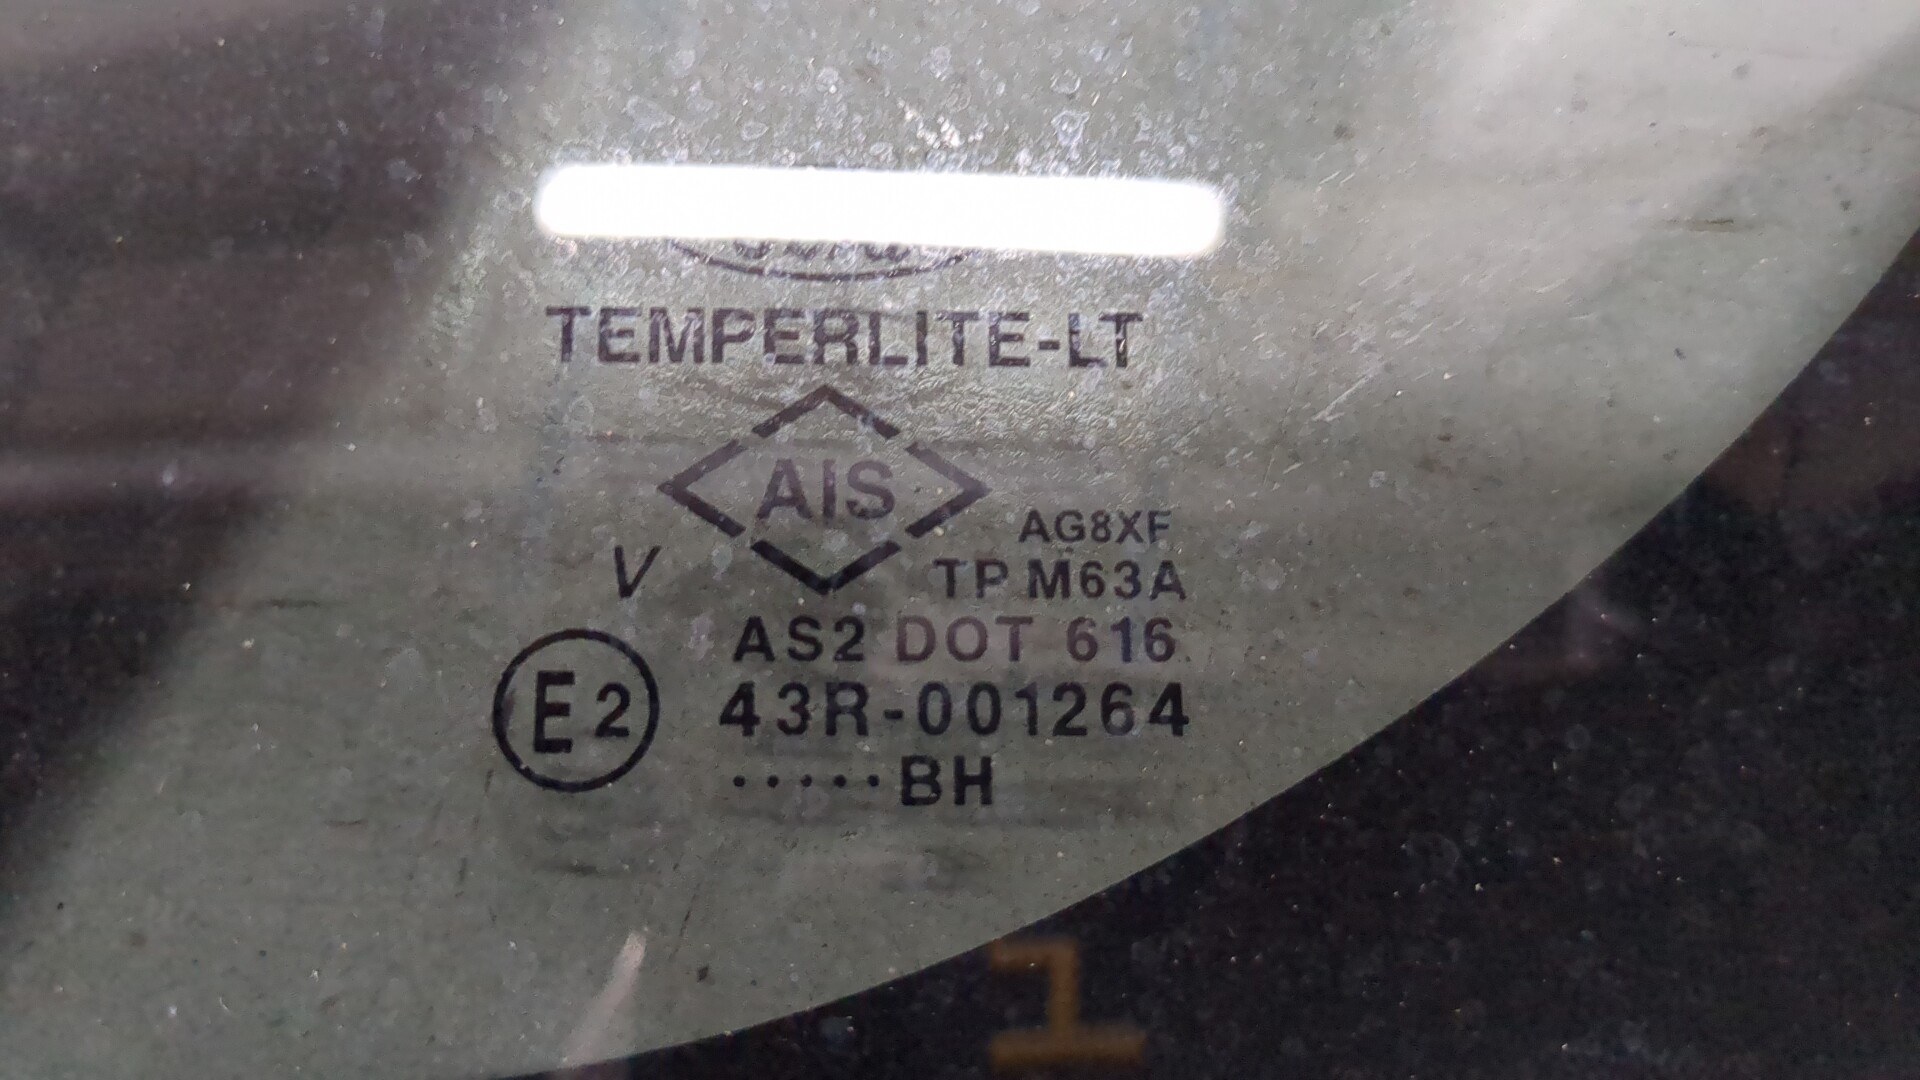 TEMPERLITE-LT
AIS
AG8XF
V TP M63A
AS2 DOT 616
E2 43R-001264
·····BH